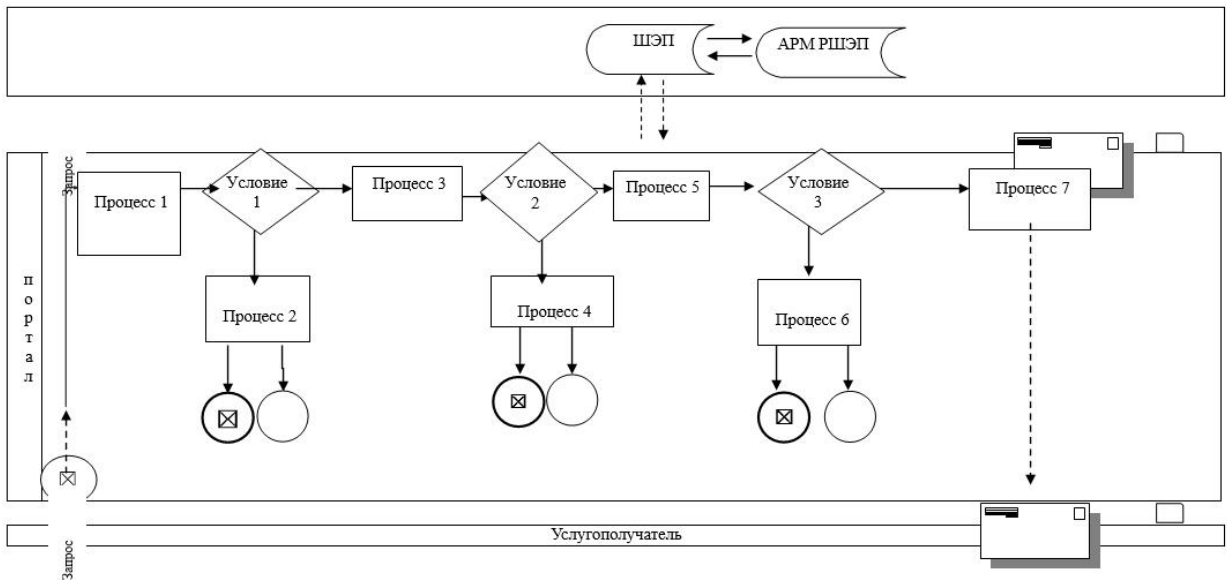 ШЭП
АРМ РШЭП
Запрос
портал
Процесс 1
Условие
1
Процесс 3
Условие
2
Процесс 5
Условие
3
Процесс 7
Процесс 2
Процесс 4
Процесс 6
Услугополучатель
Запрос